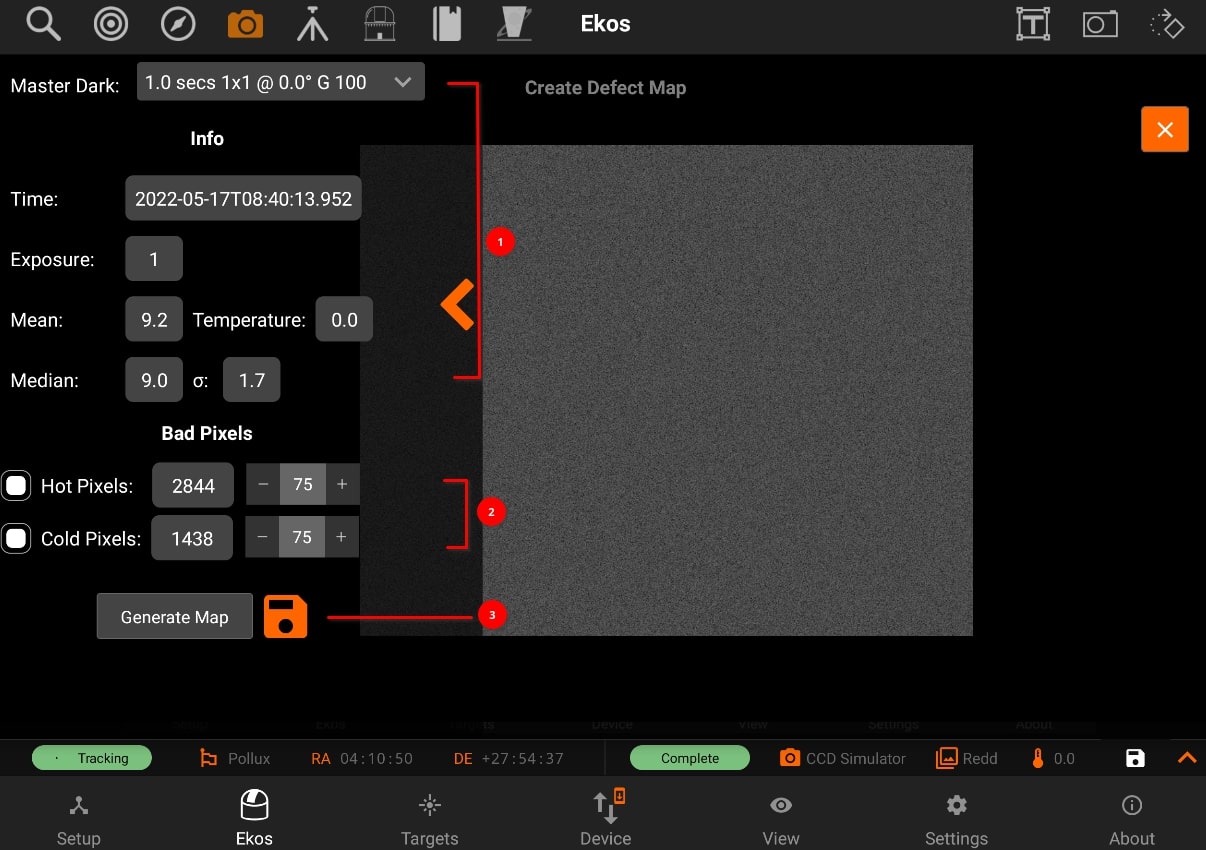 Ekos
Master Dark: 1.0 secs 1x1 @ 0.0° G 100
Create Defect Map
Info
Time: 2022-05-17T08:40:13.952
1
Exposure: 1
Mean: 9.2 Temperature: 0.0
Median: 9.0 σ: 1.7
Bad Pixels
Hot Pixels: 2844 − 75 +
2
Cold Pixels: 1438 − 75 +
Generate Map
3
Setup Ekos Targets Device View Settings About
Tracking Pollux RA 04:10:50 DE +27:54:37 Complete CCD Simulator Redd 0.0
Setup Ekos Targets Device View Settings About